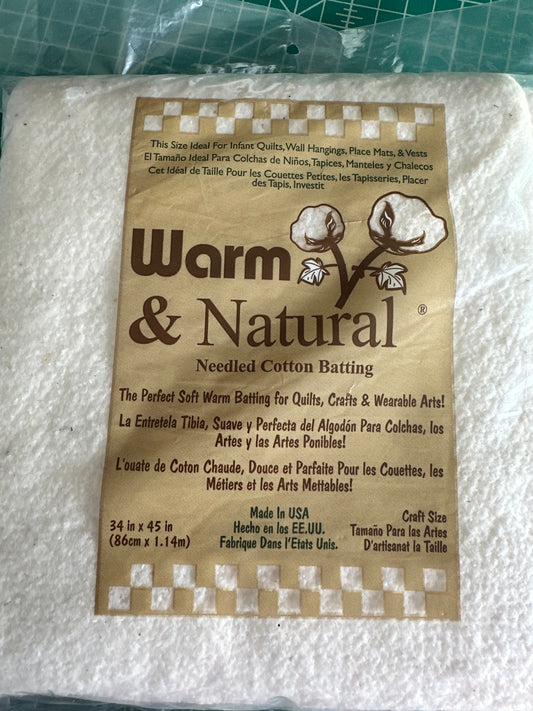 This Size Ideal For Infant Quilts, Wall Hangings, Place Mats, & Vests
El Tamaño Ideal Para Colchas de Niños, Tapices, Manteles y Chalecos
Cet Idéal de Taille Pour les Couettes Petites, les Tapisseries, Placer
des Tapis, Investit
Warm
& Natural ®
Needled Cotton Batting
The Perfect Soft Warm Batting for Quilts, Crafts & Wearable Arts!
La Entretela Tibia, Suave y Perfecta del Algodón Para Colchas, los
Artes y las Artes Ponibles!
L'ouate de Coton Chaude, Douce et Parfaite Pour les Couettes, les
Métiers et les Arts Mettables!
34 in x 45 in
(86cm x 1.14m)
Made In USA
Hecho en los EE.UU.
Fabrique Dans l'Etats Unis.
Craft Size
Tamaño Para las Artes
D'artisanat la Taille